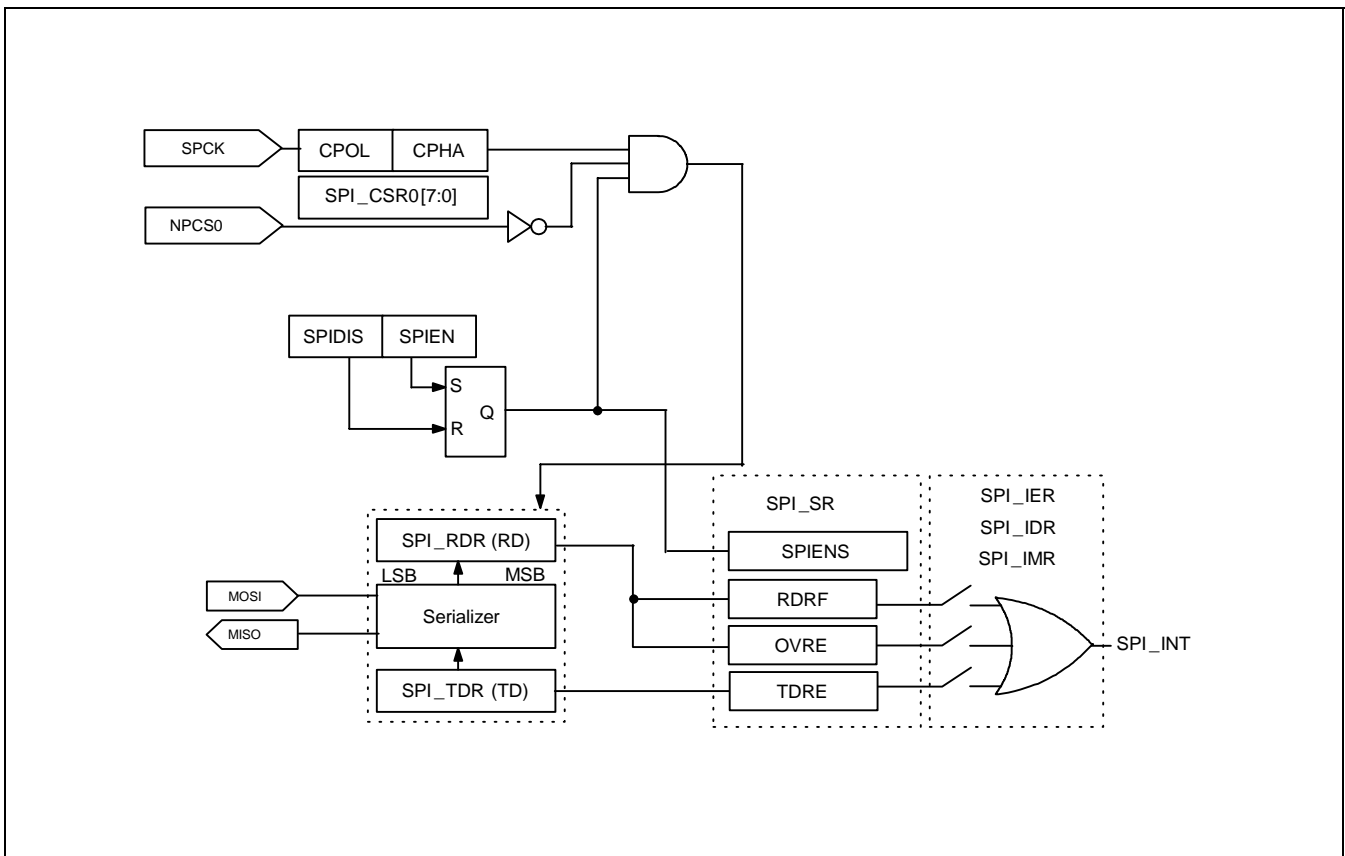 SPCK
CPOL
CPHA
SPI_CSR0[7:0]
NPCS0
SPIDIS
SPIEN
S
Q
R
SPI_SR
SPI_IER
SPI_IDR
SPI_IMR
SPI_RDR (RD)
SPIENS
LSB
MSB
MOSI
RDRF
Serializer
MISO
OVRE
SPI_INT
SPI_TDR (TD)
TDRE